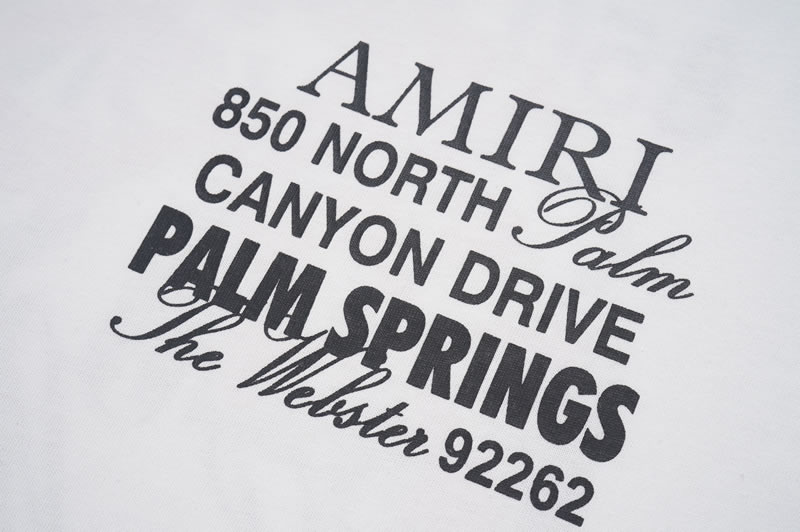 AMIRI
850 NORTH Palm
CANYON DRIVE
PALM SPRINGS
The Webster 92262